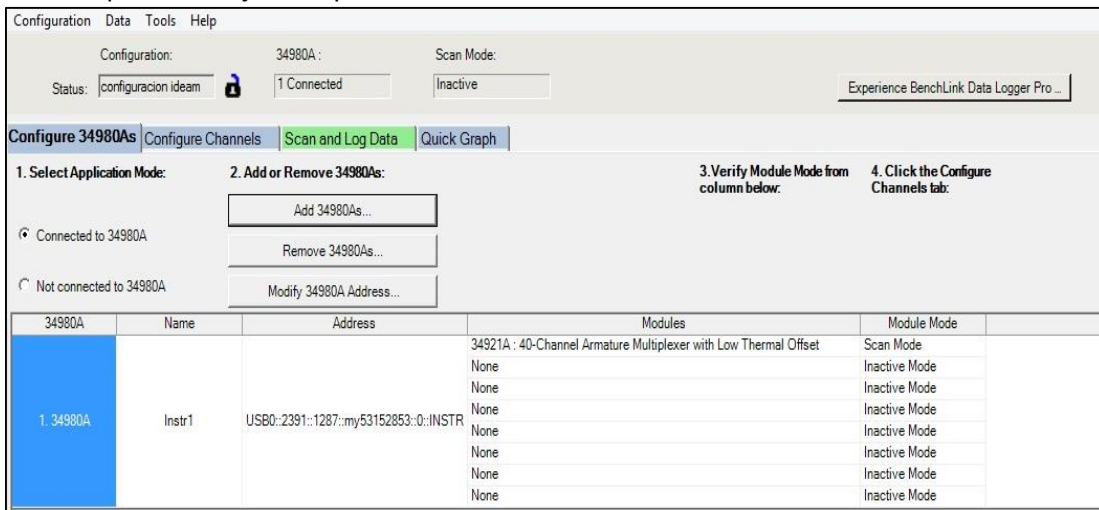 Configuration Data Tools Help
Configuration: 34980A : Scan Mode:
Status: configuracion ideam 1 Connected Inactive Experience BenchLink Data Logger Pro ...
Configure 34980As Configure Channels Scan and Log Data Quick Graph
1. Select Application Mode: 2. Add or Remove 34980As: 3.Verify Module Mode from column below: 4. Click the Configure Channels tab:
Add 34980As...
Connected to 34980A
Remove 34980As...
Not connected to 34980A
Modify 34980A Address...
34980A Name Address Modules Module Mode
34921A : 40-Channel Armature Multiplexer with Low Thermal Offset Scan Mode
None Inactive Mode
None Inactive Mode
None Inactive Mode
1. 34980A Instr1 USB0::2391::1287::my53152853::0::INSTR
None Inactive Mode
None Inactive Mode
None Inactive Mode
None Inactive Mode